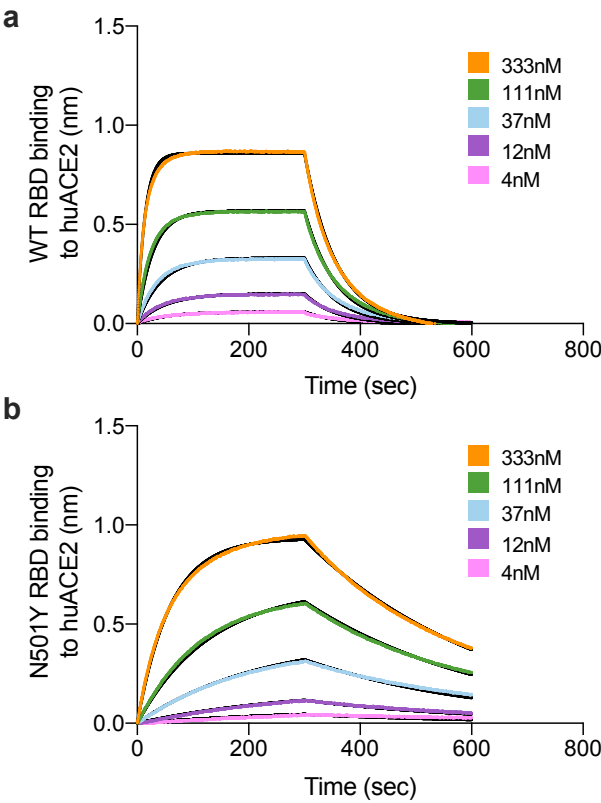 a
WT RBD binding
to huACE2 (nm)
1.5
1.0
0.5
0.0
0
200
400
600
800
Time (sec)
333nM
111nM
37nM
12nM
4nM
b
N501Y RBD binding
to huACE2 (nm)
1.5
1.0
0.5
0.0
0
200
400
600
800
Time (sec)
333nM
111nM
37nM
12nM
4nM